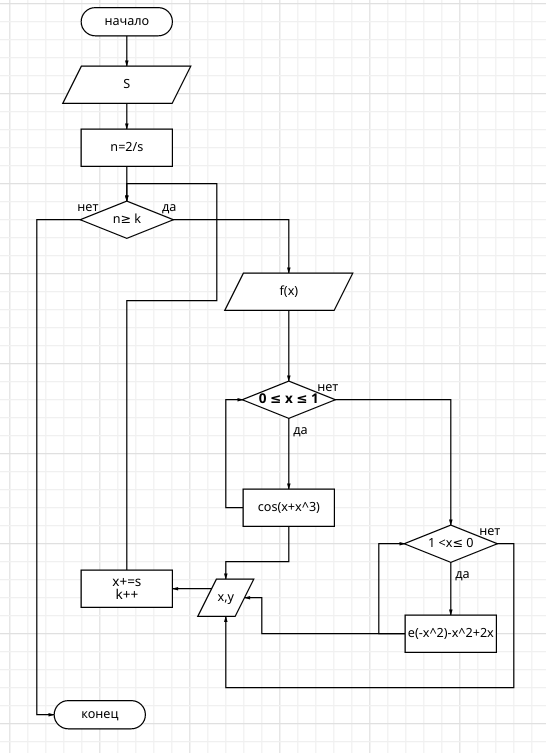 начало
S
n=2/s
нет
да
n≥ k
f(x)
нет
0 ≤ x ≤ 1
да
cos(x+x^3)
нет
1 <x≤ 0
да
x+=s
k++
x,y
e(-x^2)-x^2+2x
конец